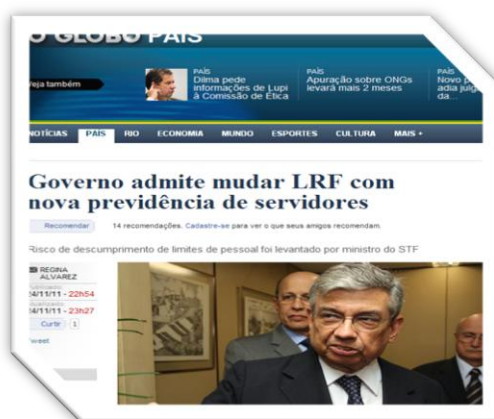 O GLOBO PAÍS
Veja também
PAÍS
Dilma pede
informações de Lupi
à Comissão de Ética
PAÍS
Apuração sobre ONGs
levará mais 2 meses
PAÍS
Novo
adia
da...
NOTÍCIAS PAÍS RIO ECONOMIA MUNDO ESPORTES CULTURA MAIS +
Governo admite mudar LRF com
nova previdência de servidores
Recomendar 14 recomendações. Cadastre-se para ver o que seus amigos recomendam.
Risco de descumprimento de limites de pessoal foi levantado por ministro do STF
REGINA
ALVAREZ
24/11/11 - 22h54
24/11/11 - 23h27
Curtir 1
Tweet